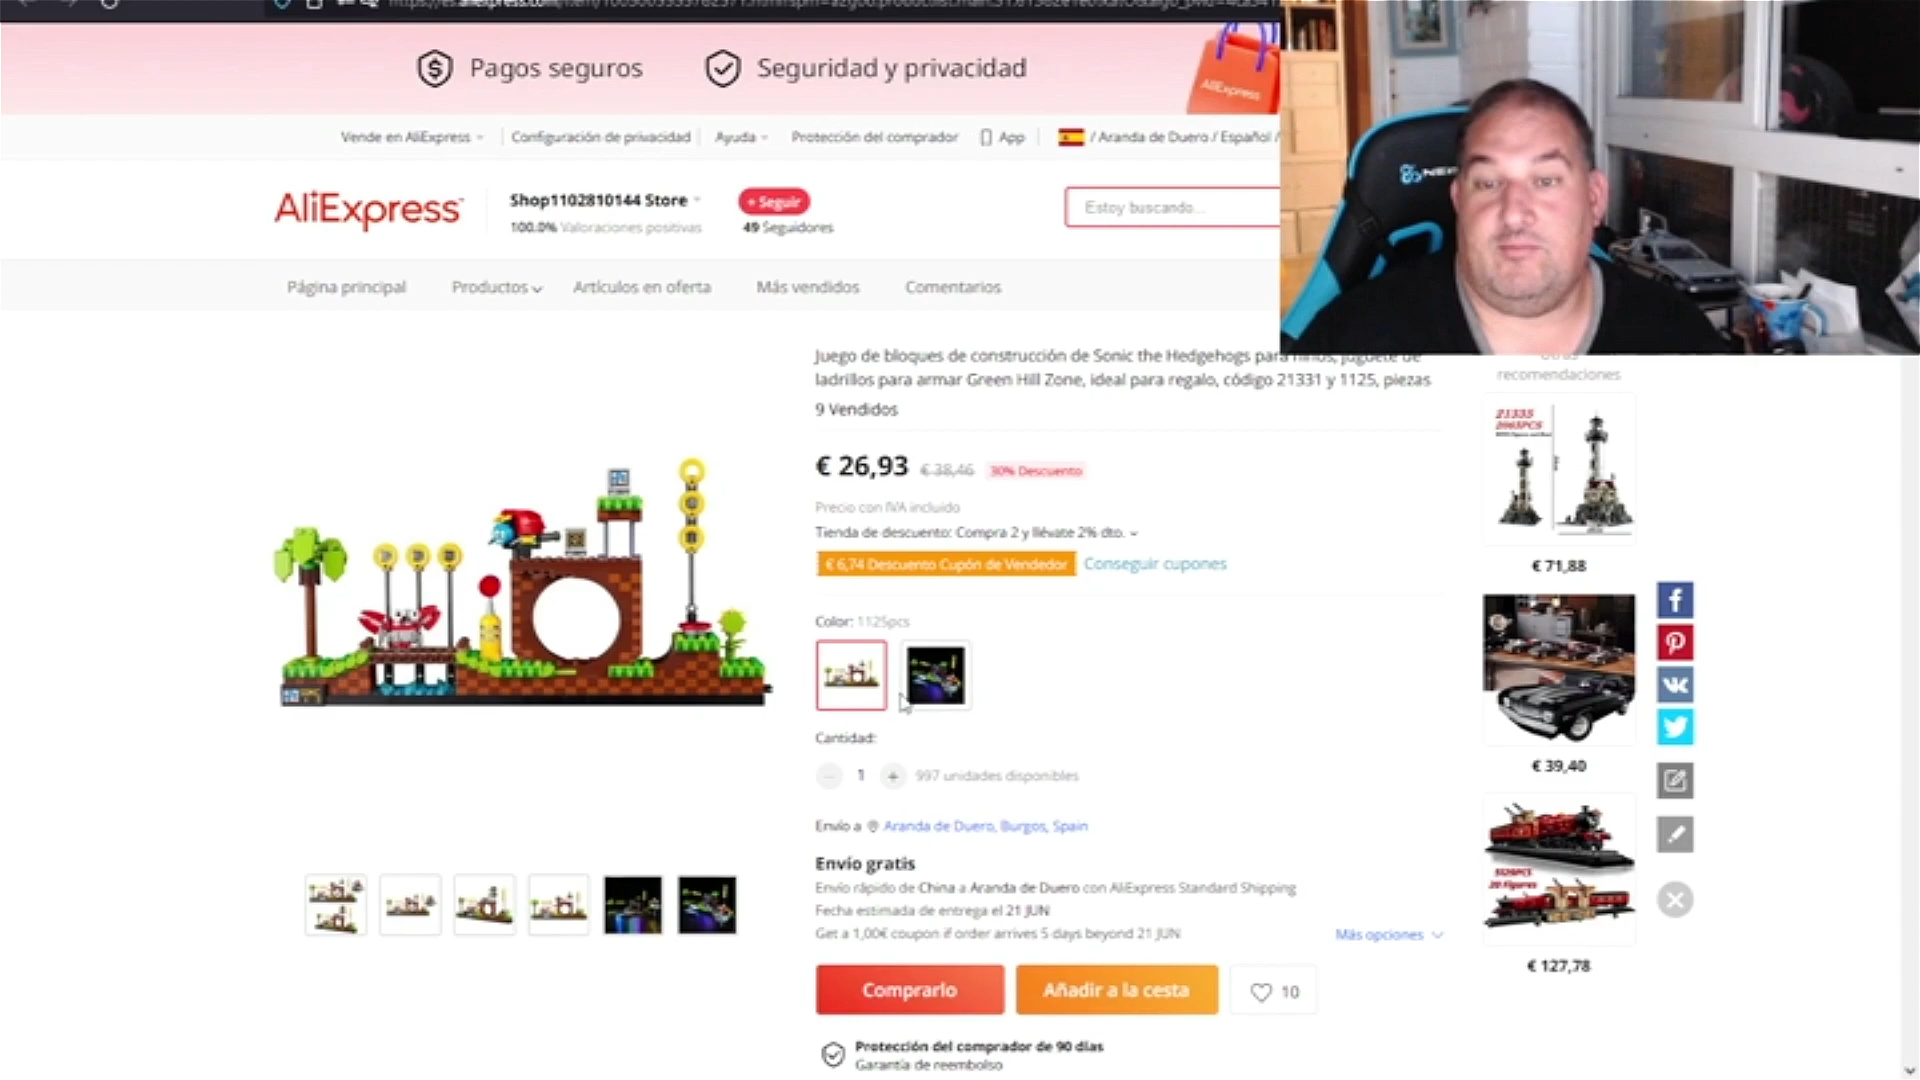 Pagos seguros
Seguridad y privacidad
AliExpress
Vende en AliExpress
Configuración de privacidad
Ayuda
Protección del comprador
App
/ Aranda de Duero / Español /
AliExpress
Shop1102810144 Store
100.0% Valoraciones positivas
+ Seguir
49 Seguidores
Estoy buscando...
Página principal
Productos
Artículos en oferta
Más vendidos
Comentarios
Juego de bloques de construcción de Sonic the Hedgehogs para niños, juguete de
ladrillos para armar Green Hill Zone, ideal para regalo, código 21331 y 1125, piezas
9 Vendidos
€ 26,93 € 38,46 30% Descuento
Precio con IVA incluido
Tienda de descuento: Compra 2 y llévate 2% dto.
€ 6,74 Descuento Cupón de Vendedor Conseguir cupones
Color: 1125pcs
Cantidad:
1
997 unidades disponibles
Envío a Aranda de Duero, Burgos, Spain
Envío gratis
Envío rápido de China a Aranda de Duero con AliExpress Standard Shipping
Fecha estimada de entrega el 21 JUN
Get a 1,00€ coupon if order arrives 5 days beyond 21 JUN
Más opciones
Comprarlo
Añadir a la cesta
10
Protección del comprador de 90 días
Garantía de reembolso
recomendaciones
21335
2065PCS
€ 71,88
€ 39,40
€ 127,78